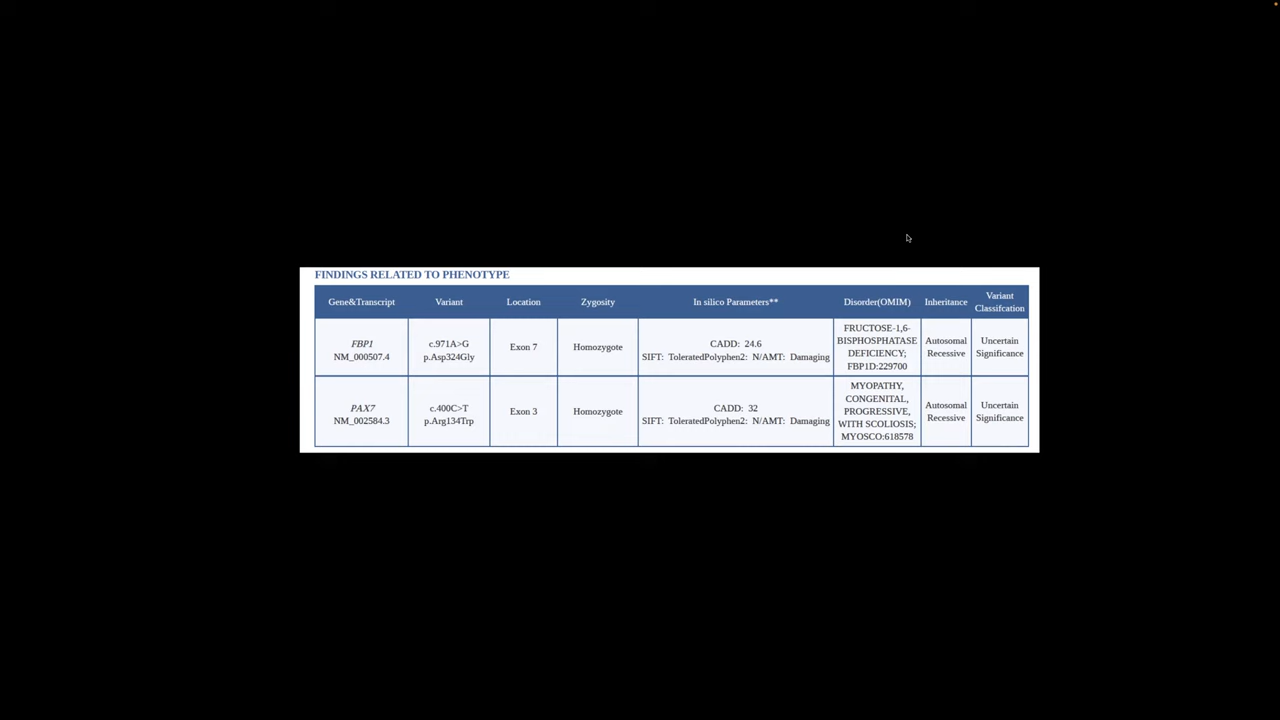 FINDINGS RELATED TO PHENOTYPE
Gene&Transcript Variant Location Zygosity In silico Parameters** Disorder(OMIM) Inheritance Variant Classifcation
FBP1
NM_000507.4
c.971A>G
p.Asp324Gly
Exon 7
Homozygote
CADD: 24.6
SIFT: ToleratedPolyphen2: N/AMT: Damaging
FRUCTOSE-1,6-
BISPHOSPHATASE
DEFICIENCY;
FBP1D:229700
Autosomal
Recessive
Uncertain
Significance
PAX7
NM_002584.3
c.400C>T
p.Arg134Trp
Exon 3
Homozygote
CADD: 32
SIFT: ToleratedPolyphen2: N/AMT: Damaging
MYOPATHY,
CONGENITAL,
PROGRESSIVE,
WITH SCOLIOSIS;
MYOSCO:618578
Autosomal
Recessive
Uncertain
Significance